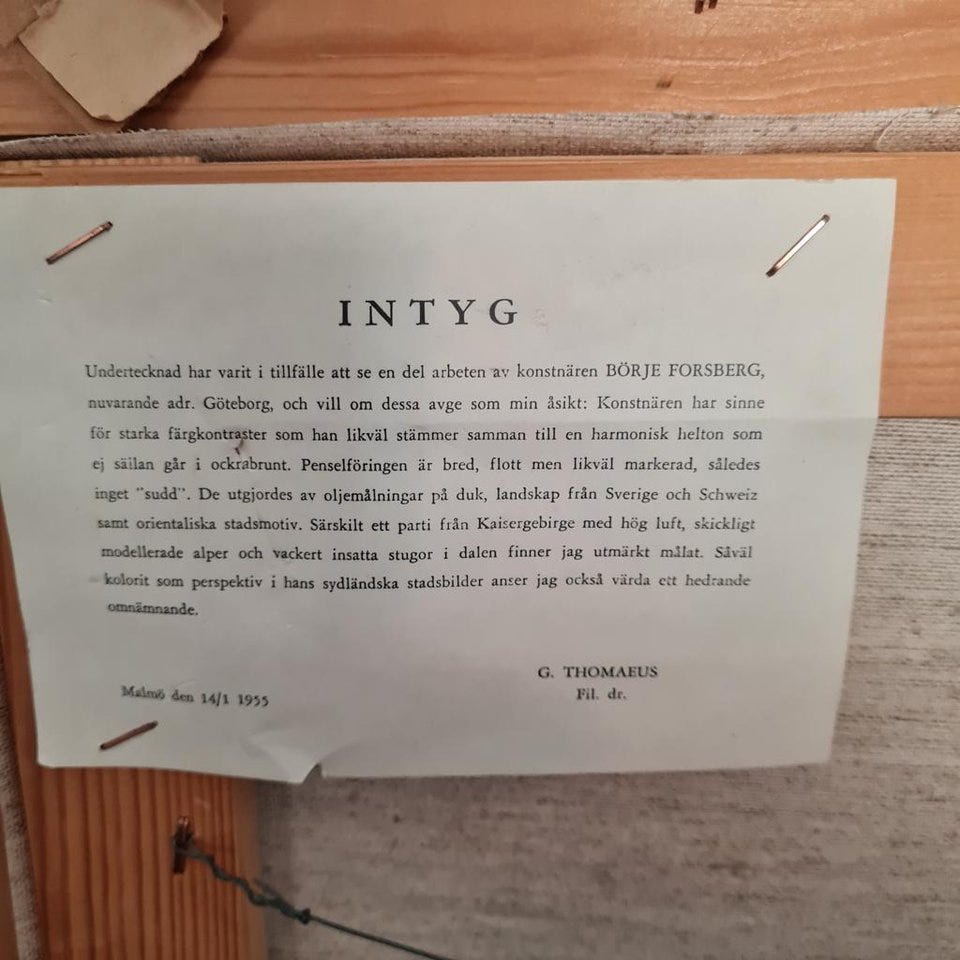 INTYG
Undertecknad har varit i tillfälle att se en del arbeten av konstnären BÖRJE FORSBERG,
nuvarande adr. Göteborg, och vill om dessa avge som min åsikt: Konstnären har sinne
för starka färgkontraster som han likväl stämmer samman till en harmonisk helton som
ej säilan går i ockrabrunt. Penselföringen är bred, flott men likväl markerad, således
inget "sudd". De utgjordes av oljemålningar på duk, landskap från Sverige och Schweiz
samt orientaliska stadsmotiv. Särskilt ett parti från Kaisergebirge med hög luft, skickligt
modellerade alper och vackert insatta stugor i dalen finner jag utmärkt målat. Såväl
kolorit som perspektiv i hans sydländska stadsbilder anser jag också värda ett hedrande
omnämnande.
G. THOMAEUS
Fil. dr.
Malmö den 14/1 1955